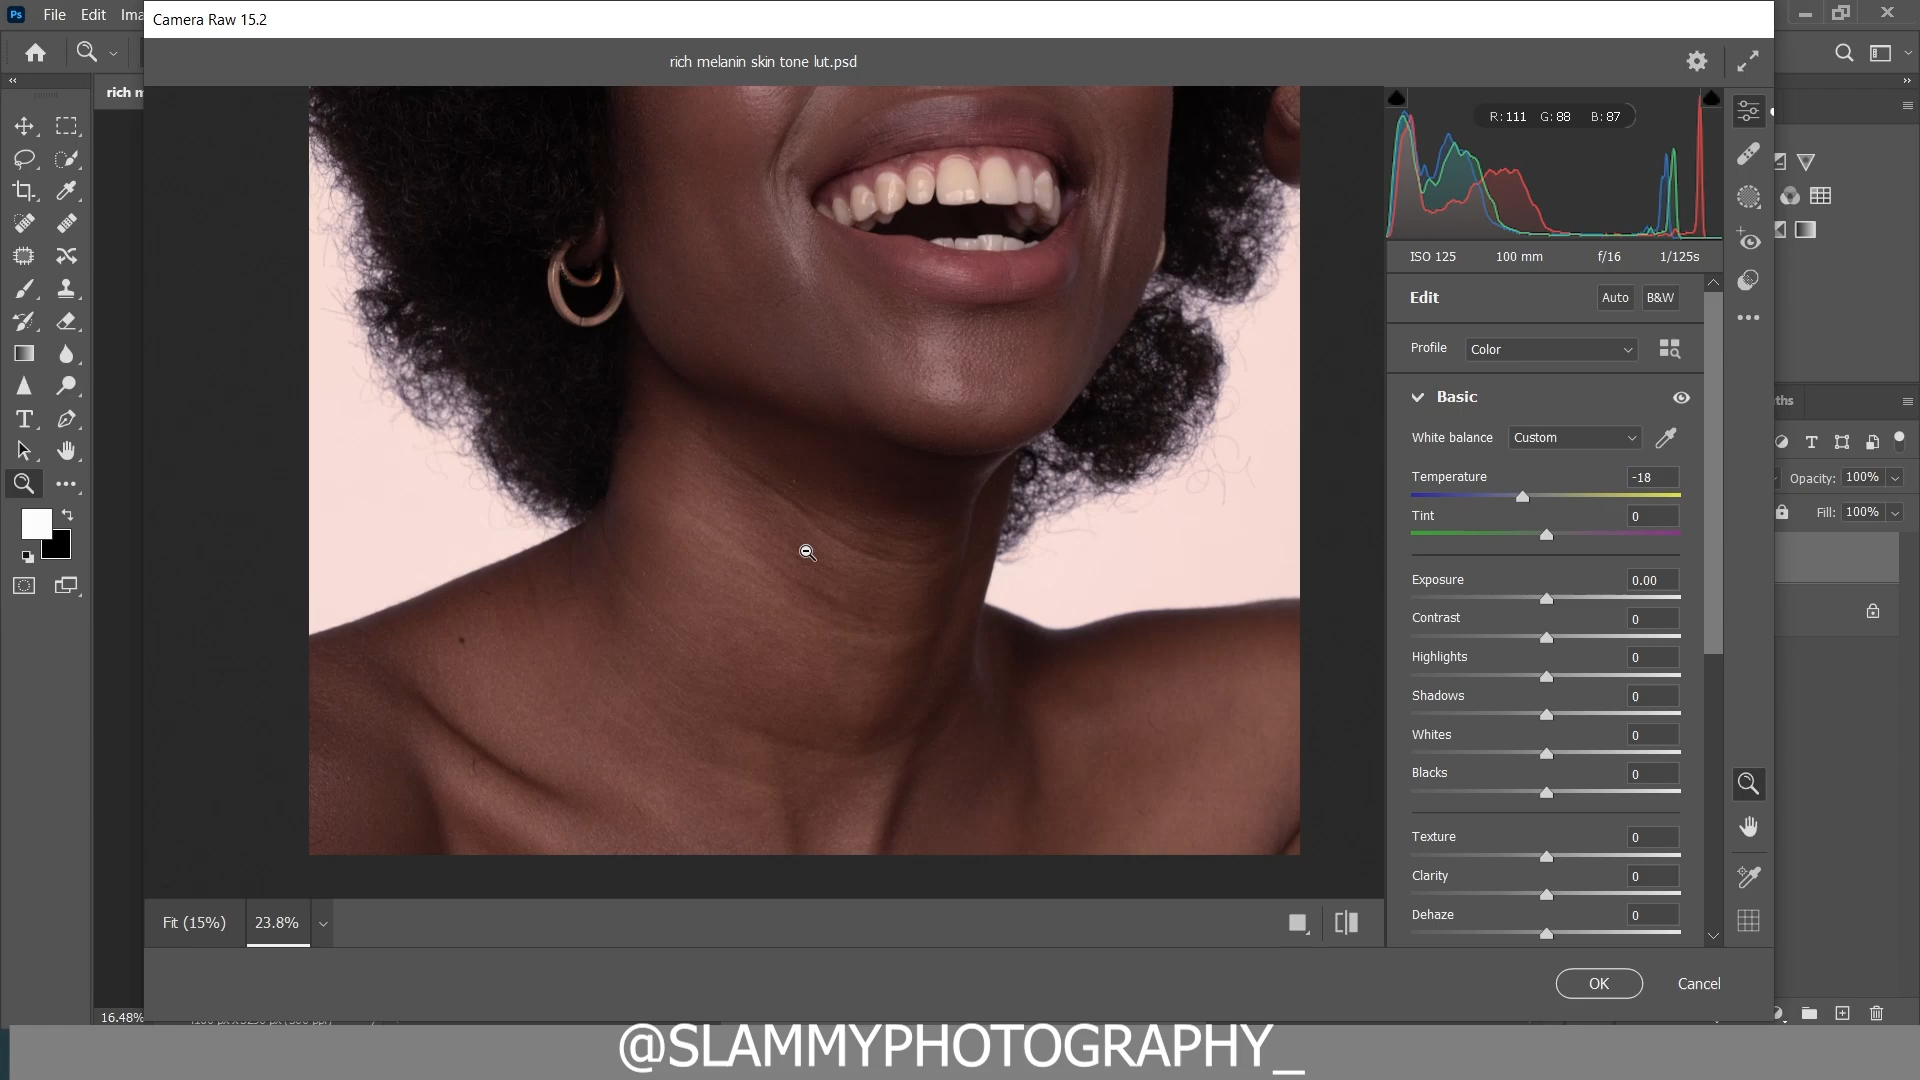 Camera Raw 15.2
Ps File Edit Ima
rich melanin skin tone lut.psd
rich m
R: 111 G: 88 B: 87
ISO 125 100 mm f/16 1/125s
Edit Auto B&W
Profile Color
Basic
White balance Custom
Temperature -18
Tint 0
Exposure 0.00
Contrast 0
Highlights 0
Shadows 0
Whites 0
Blacks 0
Texture 0
Clarity 0
Dehaze 0
ths
Opacity: 100%
Fill: 100%
Fit (15%) 23.8%
OK Cancel
16.48%
@SLAMMYPHOTOGRAPHY_